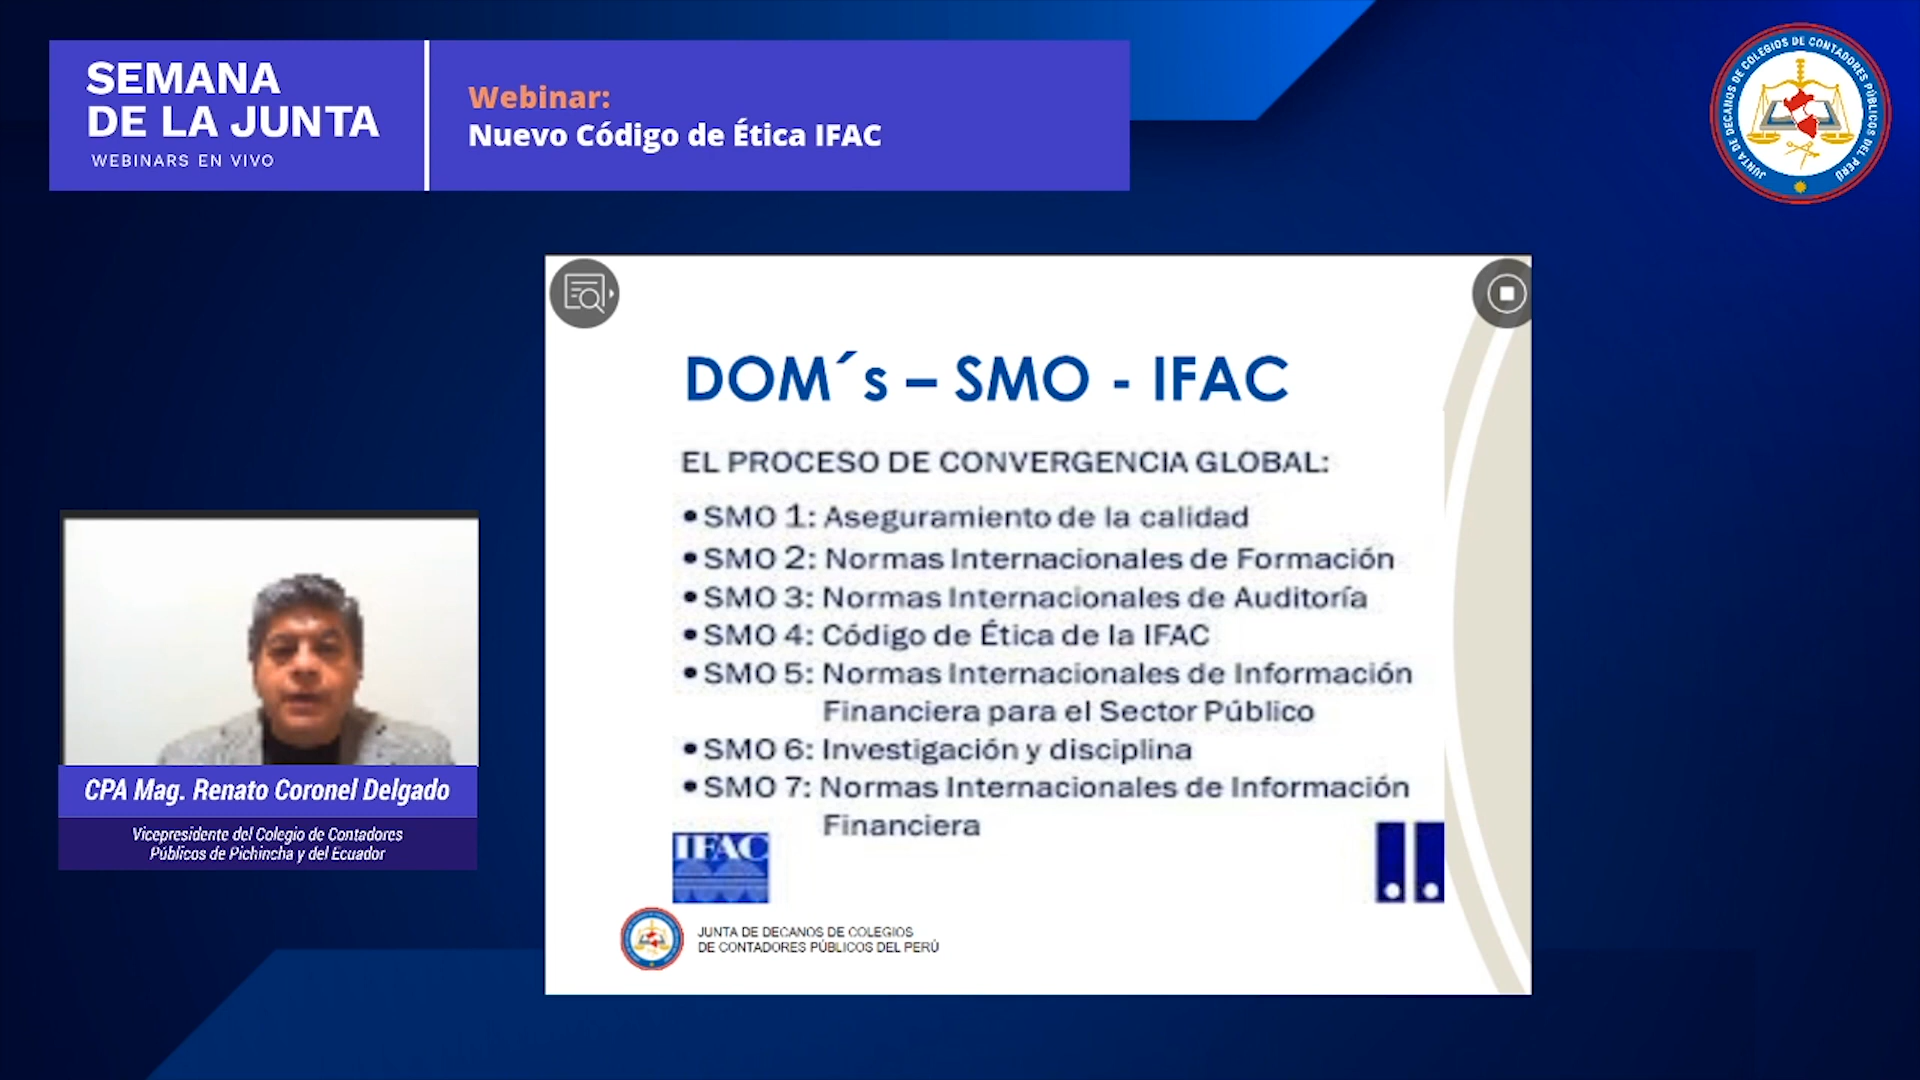 SEMANA
DE LA JUNTA
WEBINARS EN VIVO
Webinar:
Nuevo Código de Ética IFAC
JUNTA DE DECANOS DE COLEGIOS DE CONTADORES PÚBLICOS DEL PERÚ
DOM´s – SMO - IFAC
EL PROCESO DE CONVERGENCIA GLOBAL:
• SMO 1: Aseguramiento de la calidad
• SMO 2: Normas Internacionales de Formación
• SMO 3: Normas Internacionales de Auditoría
• SMO 4: Código de Ética de la IFAC
• SMO 5: Normas Internacionales de Información
Financiera para el Sector Público
• SMO 6: Investigación y disciplina
• SMO 7: Normas Internacionales de Información
Financiera
IFAC
JUNTA DE DECANOS DE COLEGIOS
DE CONTADORES PÚBLICOS DEL PERÚ
CPA Mag. Renato Coronel Delgado
Vicepresidente del Colegio de Contadores
Públicos de Pichincha y del Ecuador